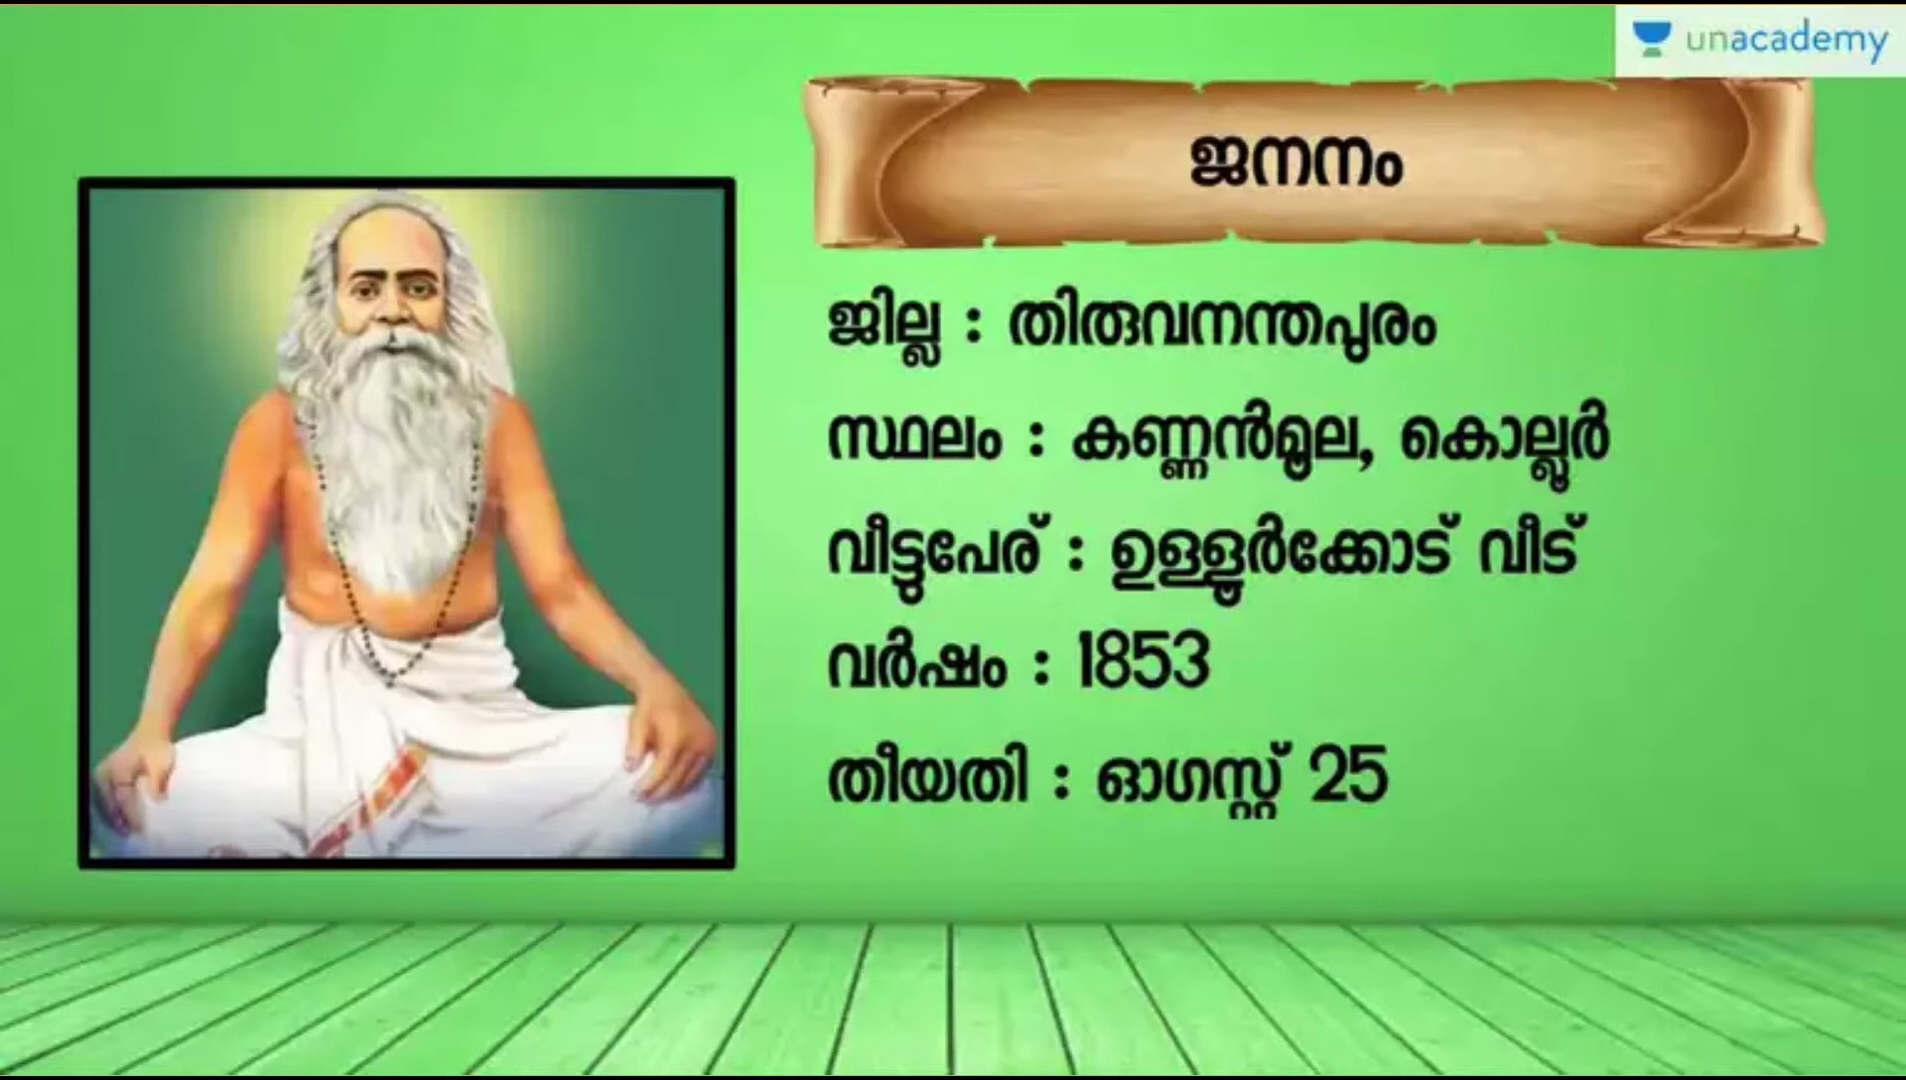 unacademy
ജനനം
ജില്ല : തിരുവനന്തപുരം
സ്ഥലം : കണ്ണൻമൂല, കൊല്ലൂർ
വീട്ടുപേര് : ഉള്ളൂർക്കോട് വീട്
വർഷം : 1853
തീയതി : ഓഗസ്റ്റ് 25